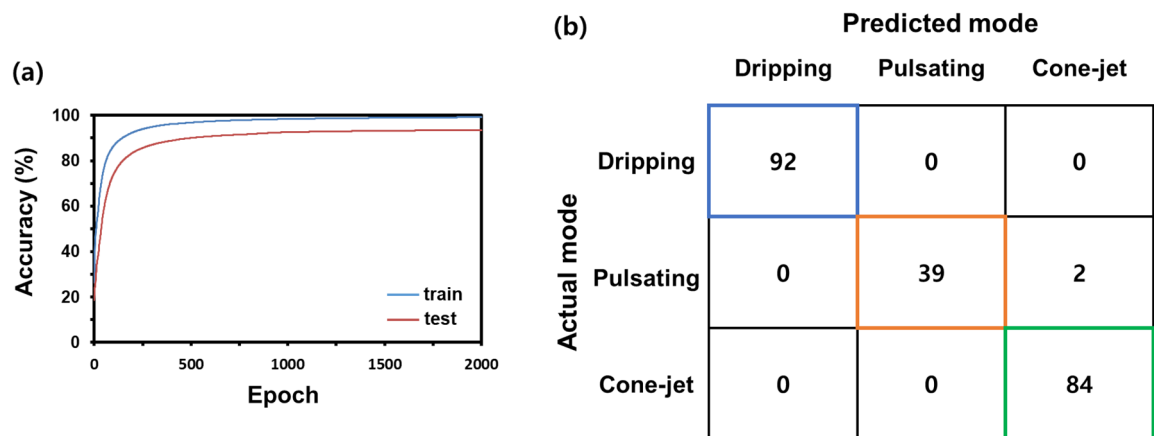 (a)
Accuracy (%)
100
80
60
40
20
0
train
test
0 500 1000 1500 2000
Epoch
(b)
Predicted mode
Dripping Pulsating Cone-jet
Actual mode
Dripping 92 0 0
Pulsating 0 39 2
Cone-jet 0 0 84